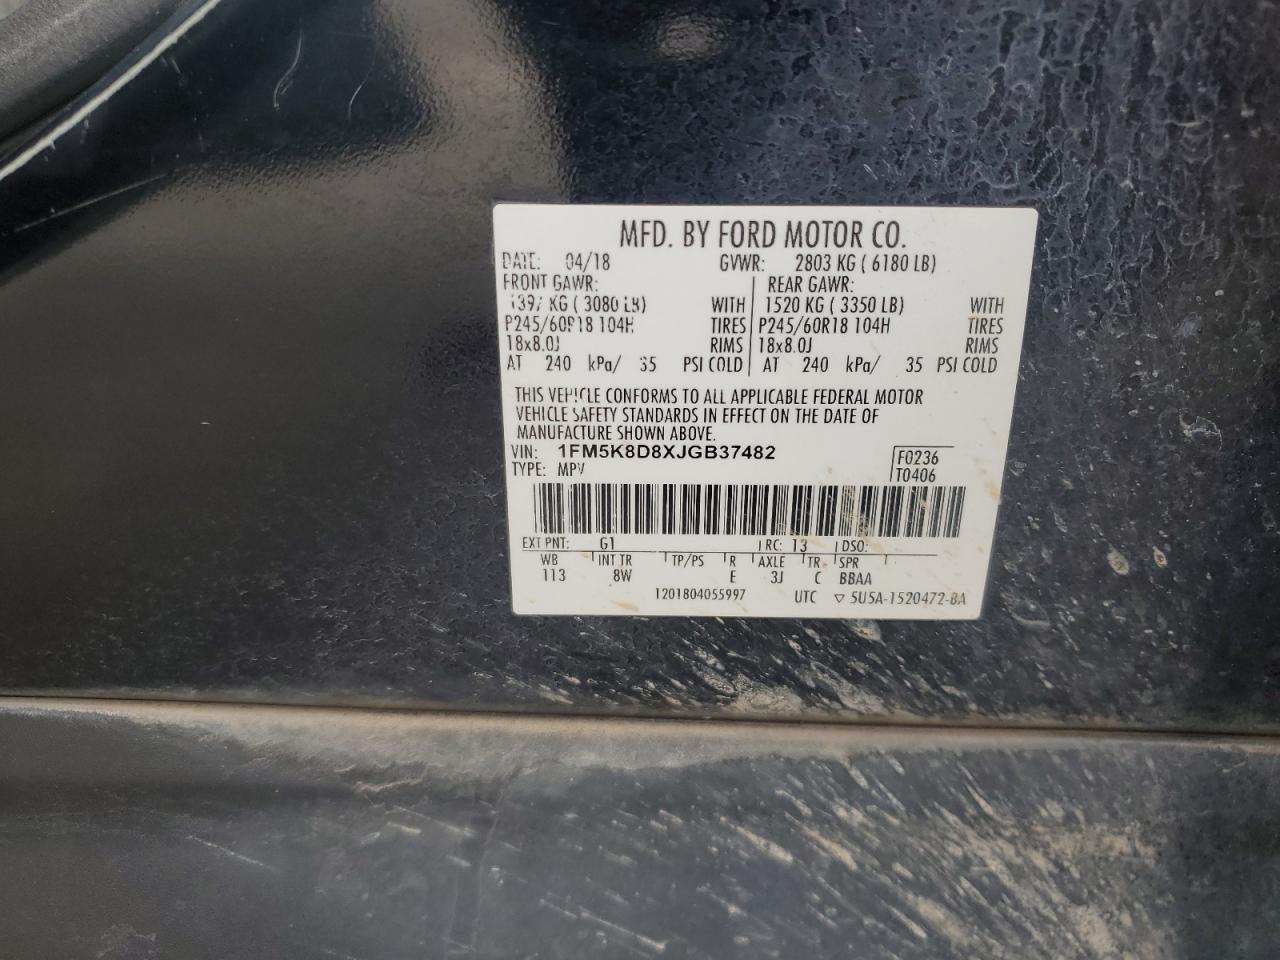 MFD. BY FORD MOTOR CO.
DATE: 04/18 GVWR: 2803 KG ( 6180 LB)
FRONT GAWR: REAR GAWR:
1397 KG ( 3080 LB) WITH 1520 KG ( 3350 LB) WITH
P245/60R18 104H TIRES P245/60R18 104H TIRES
18x8.0J RIMS 18x8.0J RIMS
AT 240 kPa/ 35 PSI COLD AT 240 kPa/ 35 PSI COLD
THIS VEHICLE CONFORMS TO ALL APPLICABLE FEDERAL MOTOR
VEHICLE SAFETY STANDARDS IN EFFECT ON THE DATE OF
MANUFACTURE SHOWN ABOVE.
VIN: 1FM5K8D8XJGB37482 F0236
TYPE: MPV T0406
EXT PNT: G1 RC: 13 DSO:
WB INT TR TP/PS R AXLE TR SPR
113 8W E 3J C BBAA
1201804055997 UTC ▽ 5U5A-1520472-BA